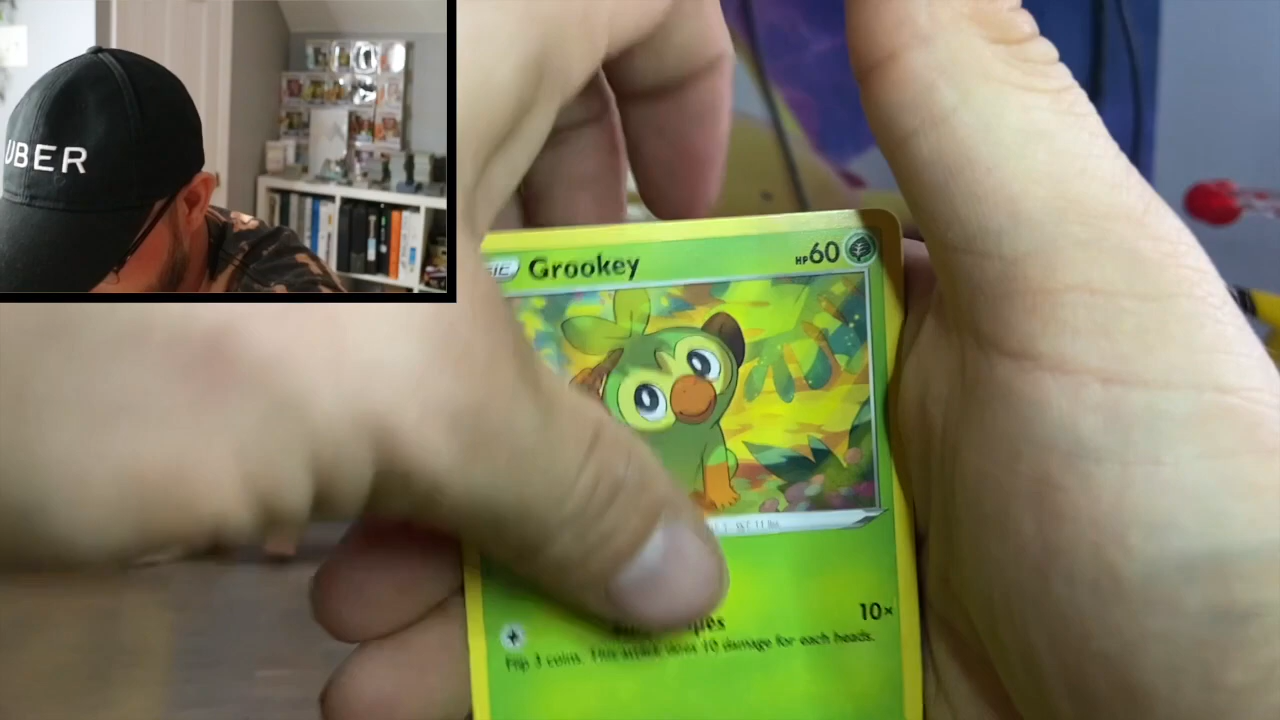 UBER
Grookey
HP60
10×
Flip 3 coins. This attack does 10 damage for each heads.